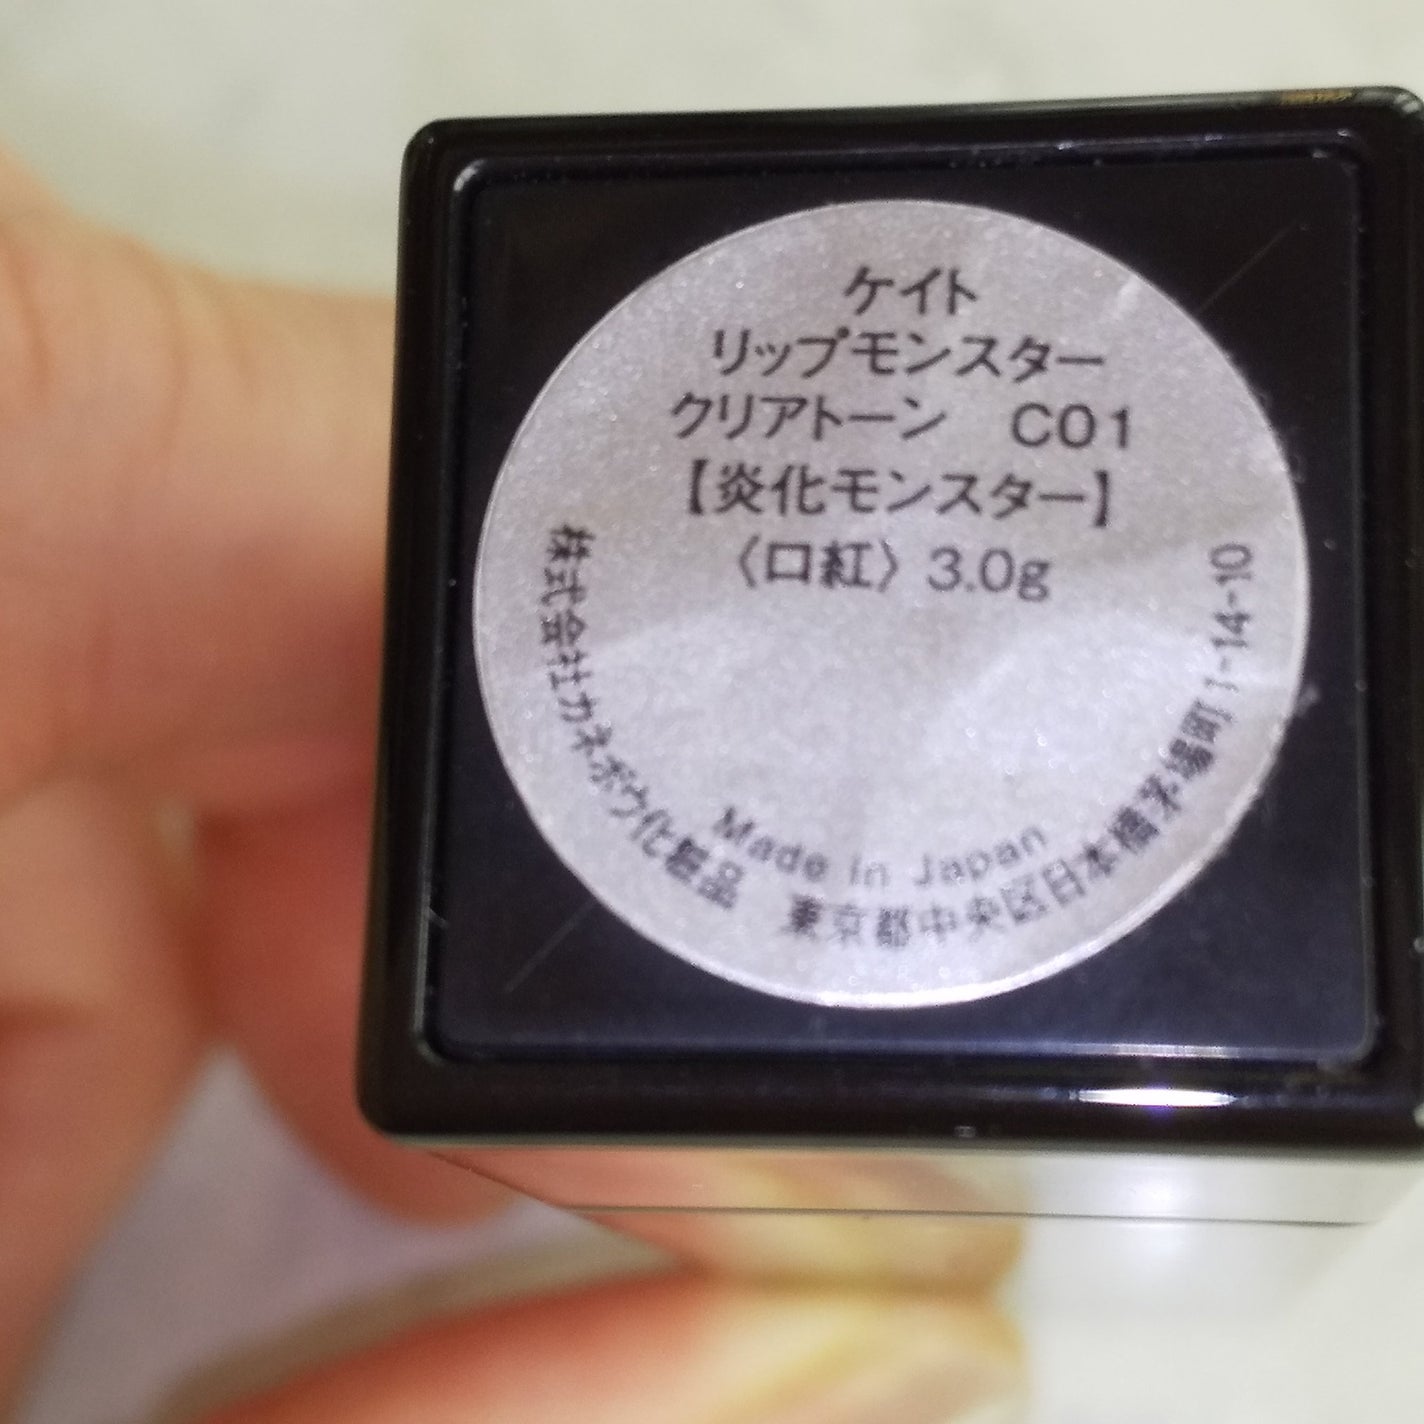 ケイト
リップモンスター
クリアトーン　C01
【炎化モンスター】
〈口紅〉3.0g
Made in Japan
株式会社カネボウ化粧品　東京都中央区日本橋茅場町1-14-10